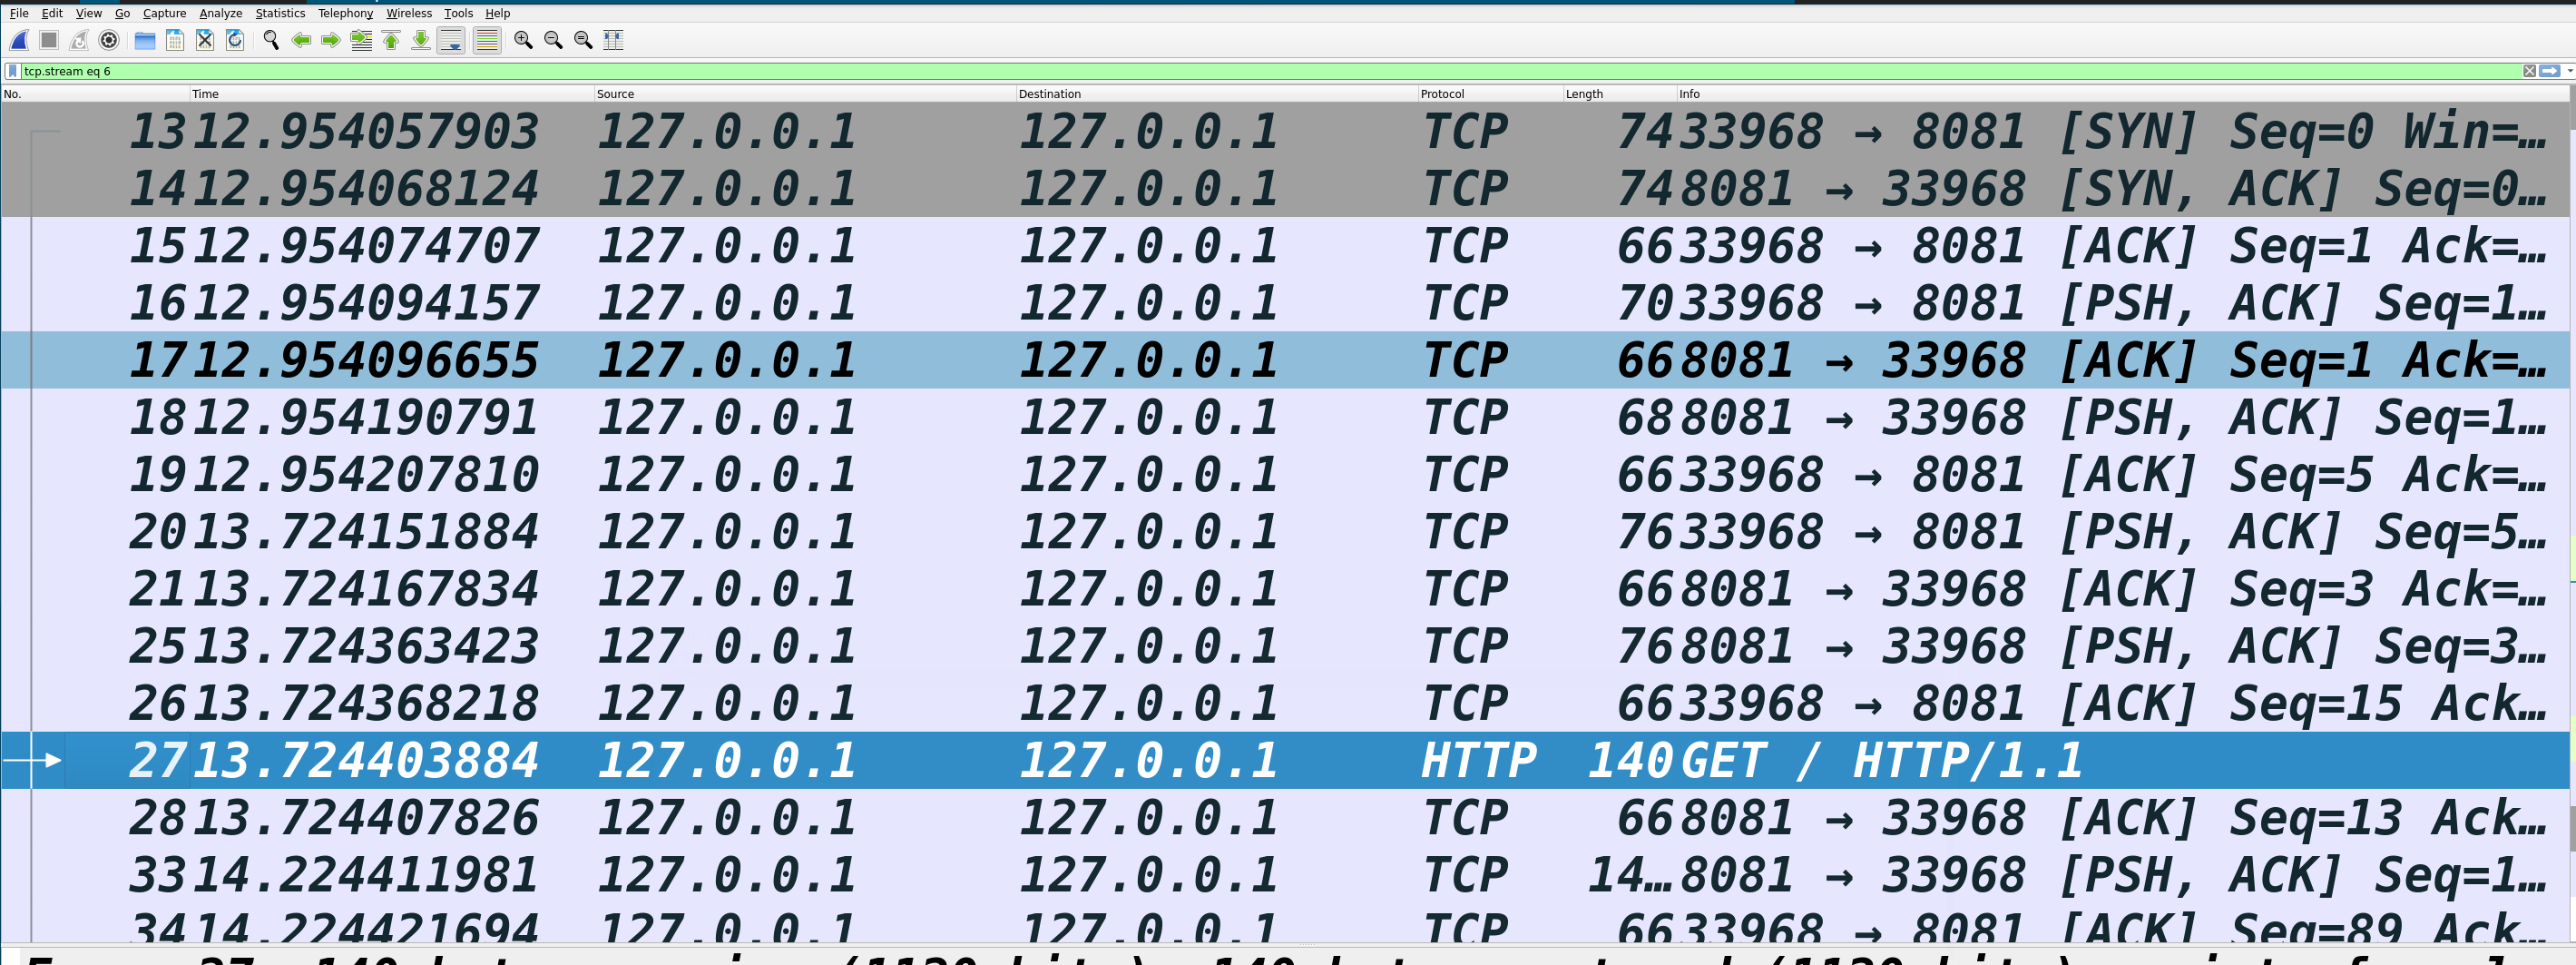 File Edit View Go Capture Analyze Statistics Telephony Wireless Tools Help
tcp.stream eq 6
No. Time Source Destination Protocol Length Info
13 12.954057903 127.0.0.1 127.0.0.1 TCP 74 33968 → 8081 [SYN] Seq=0 Win=…
14 12.954068124 127.0.0.1 127.0.0.1 TCP 74 8081 → 33968 [SYN, ACK] Seq=0…
15 12.954074707 127.0.0.1 127.0.0.1 TCP 66 33968 → 8081 [ACK] Seq=1 Ack=…
16 12.954094157 127.0.0.1 127.0.0.1 TCP 70 33968 → 8081 [PSH, ACK] Seq=1…
17 12.954096655 127.0.0.1 127.0.0.1 TCP 66 8081 → 33968 [ACK] Seq=1 Ack=…
18 12.954190791 127.0.0.1 127.0.0.1 TCP 68 8081 → 33968 [PSH, ACK] Seq=1…
19 12.954207810 127.0.0.1 127.0.0.1 TCP 66 33968 → 8081 [ACK] Seq=5 Ack=…
20 13.724151884 127.0.0.1 127.0.0.1 TCP 76 33968 → 8081 [PSH, ACK] Seq=5…
21 13.724167834 127.0.0.1 127.0.0.1 TCP 66 8081 → 33968 [ACK] Seq=3 Ack=…
25 13.724363423 127.0.0.1 127.0.0.1 TCP 76 8081 → 33968 [PSH, ACK] Seq=3…
26 13.724368218 127.0.0.1 127.0.0.1 TCP 66 33968 → 8081 [ACK] Seq=15 Ack…
27 13.724403884 127.0.0.1 127.0.0.1 HTTP 140 GET / HTTP/1.1
28 13.724407826 127.0.0.1 127.0.0.1 TCP 66 8081 → 33968 [ACK] Seq=13 Ack…
33 14.224411981 127.0.0.1 127.0.0.1 TCP 14… 8081 → 33968 [PSH, ACK] Seq=1…
34 14.224421694 127.0.0.1 127.0.0.1 TCP 66 33968 → 8081 [ACK] Seq=89 Ack…